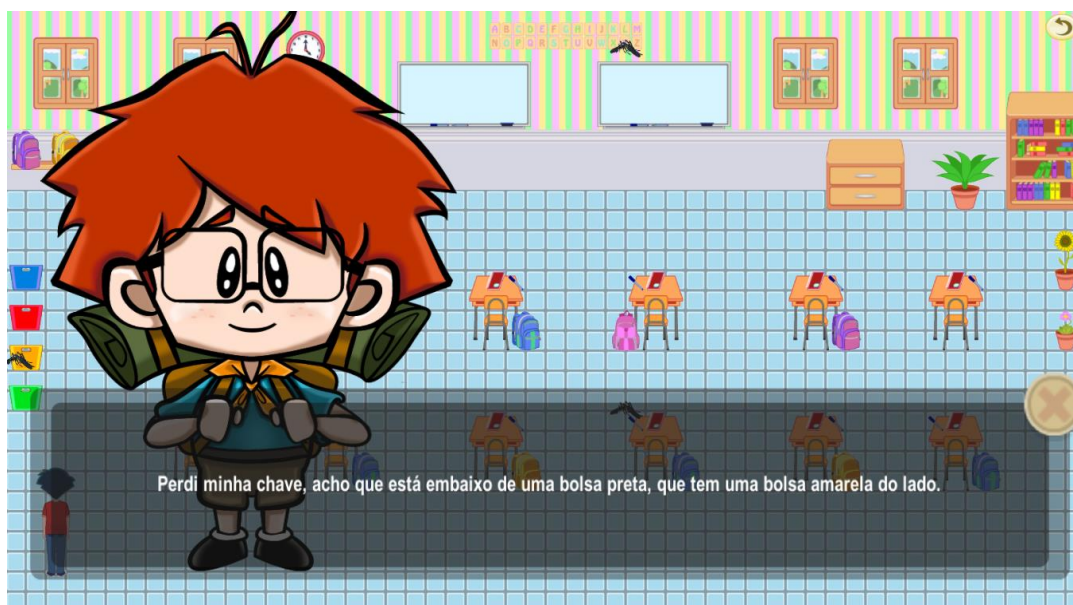 A B C D E F G H I J K L M
N O P Q R S T U V W X Y Z
Perdi minha chave, acho que está embaixo de uma bolsa preta, que tem uma bolsa amarela do lado.